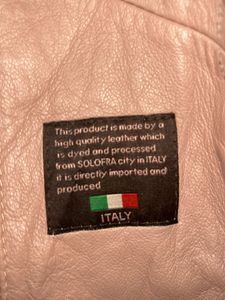 This product is made by a
high quality leather which
is dyed and processed
from SOLOFRA city in ITALY
it is directly imported and
produced
ITALY